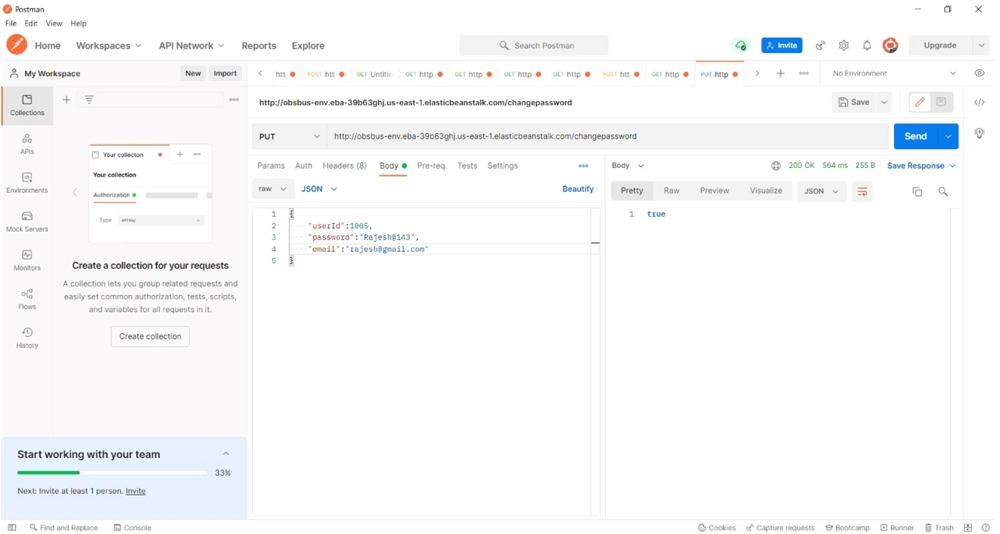 Postman
File Edit View Help
Home Workspaces API Network Reports Explore
Search Postman
Invite
Upgrade
My Workspace
New Import
htt POST htt GET Untitle GET http GET http GET http GET http POST htt GET http PUT http
No Environment
Collections
APIs
Environments
Mock Servers
Monitors
Flows
History
Your collecton
Your collection
Authorization
Type API Key
Create a collection for your requests
A collection lets you group related requests and
easily set common authorization, tests, scripts,
and variables for all requests in it.
Create collection
Start working with your team
33%
Next: Invite at least 1 person. Invite
http://obsbus-env.eba-39b63ghj.us-east-1.elasticbeanstalk.com/changepassword
Save
PUT http://obsbus-env.eba-39b63ghj.us-east-1.elasticbeanstalk.com/changepassword
Send
Params Auth Headers (8) Body Pre-req. Tests Settings
raw JSON Beautify
1 {
2 "userId":1005,
3 "password":"Rajesh@143",
4 "email":"rajesh@gmail.com"
5 }
Body 200 OK 564 ms 255 B Save Response
Pretty Raw Preview Visualize JSON
1 true
Find and Replace Console
Cookies Capture requests Bootcamp Runner Trash